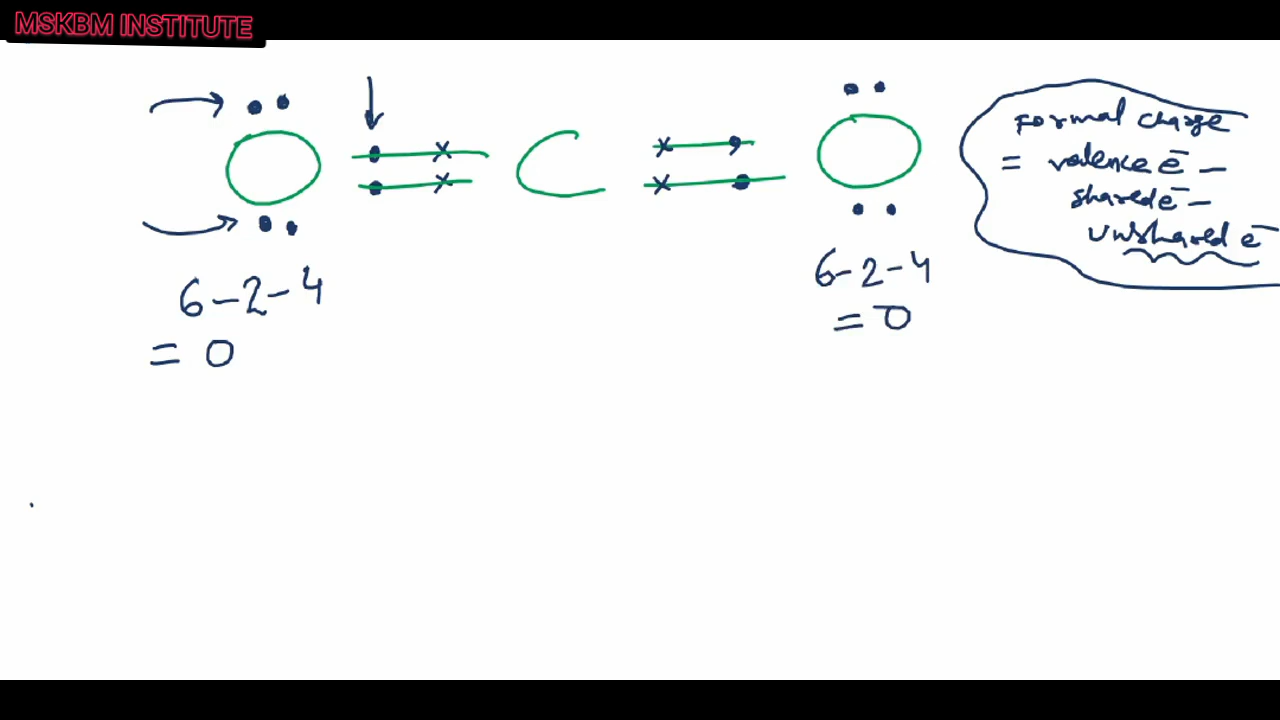 MSKBM INSTITUTE
O C O
Formal charge
= valence e⁻ –
shared e⁻ –
Unshared e⁻
6-2-4
= 0
6-2-4
= 0